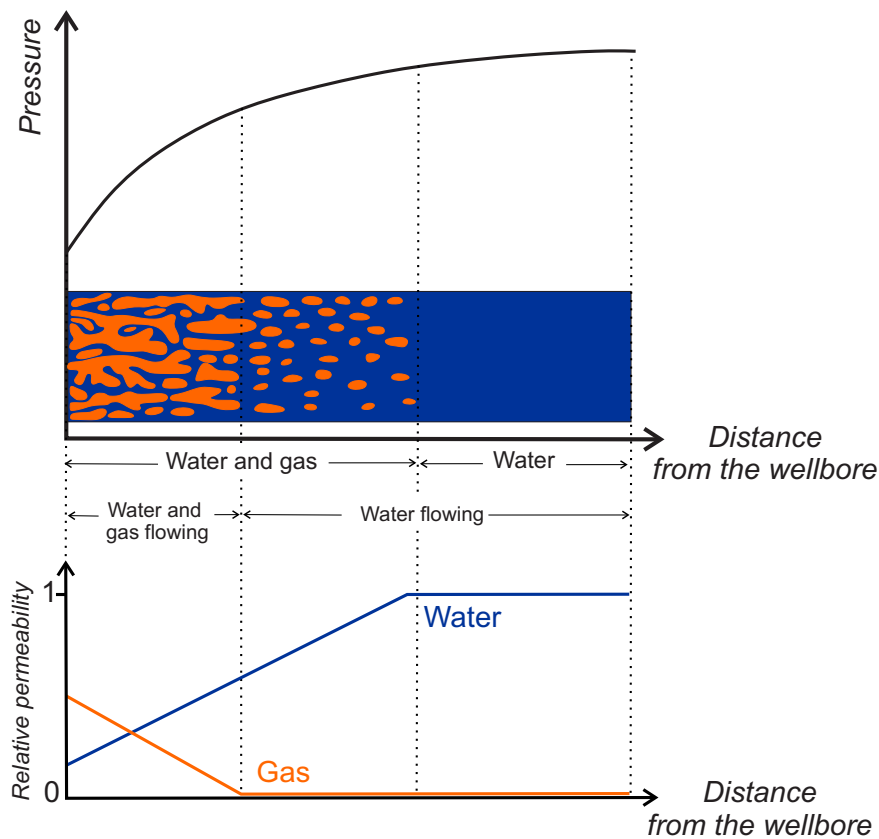 Pressure
Distance
from the wellbore
Water and gas
Water
Water and
gas flowing
Water flowing
Relative permeability
1
Water
Gas
0
Distance
from the wellbore